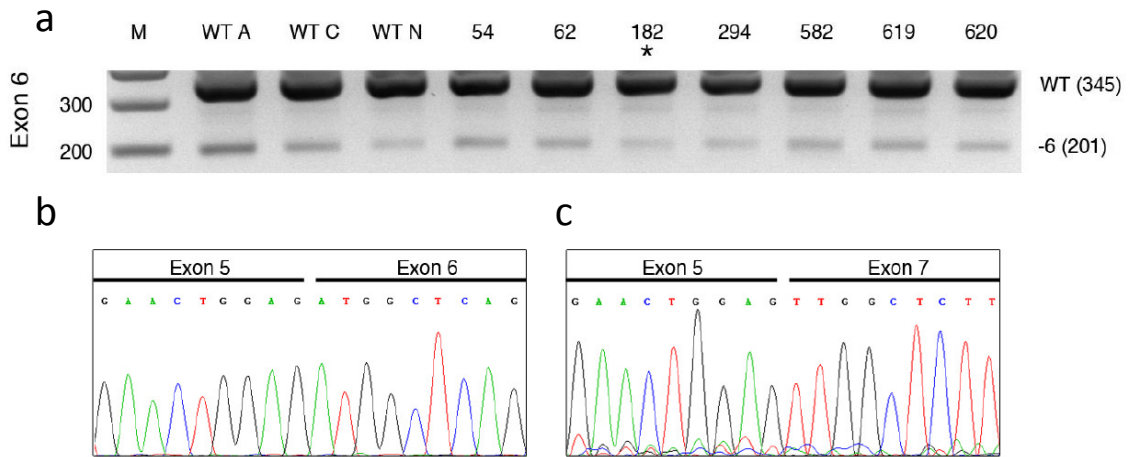 a
M WT A WT C WT N 54 62 182 294 582 619 620
*
Exon 6
300
200
WT (345)
-6 (201)
b
Exon 5 Exon 6
G A A C T G G A G A T G G C T C A G
c
Exon 5 Exon 7
G A A C T G G A G T T G G C T C T T